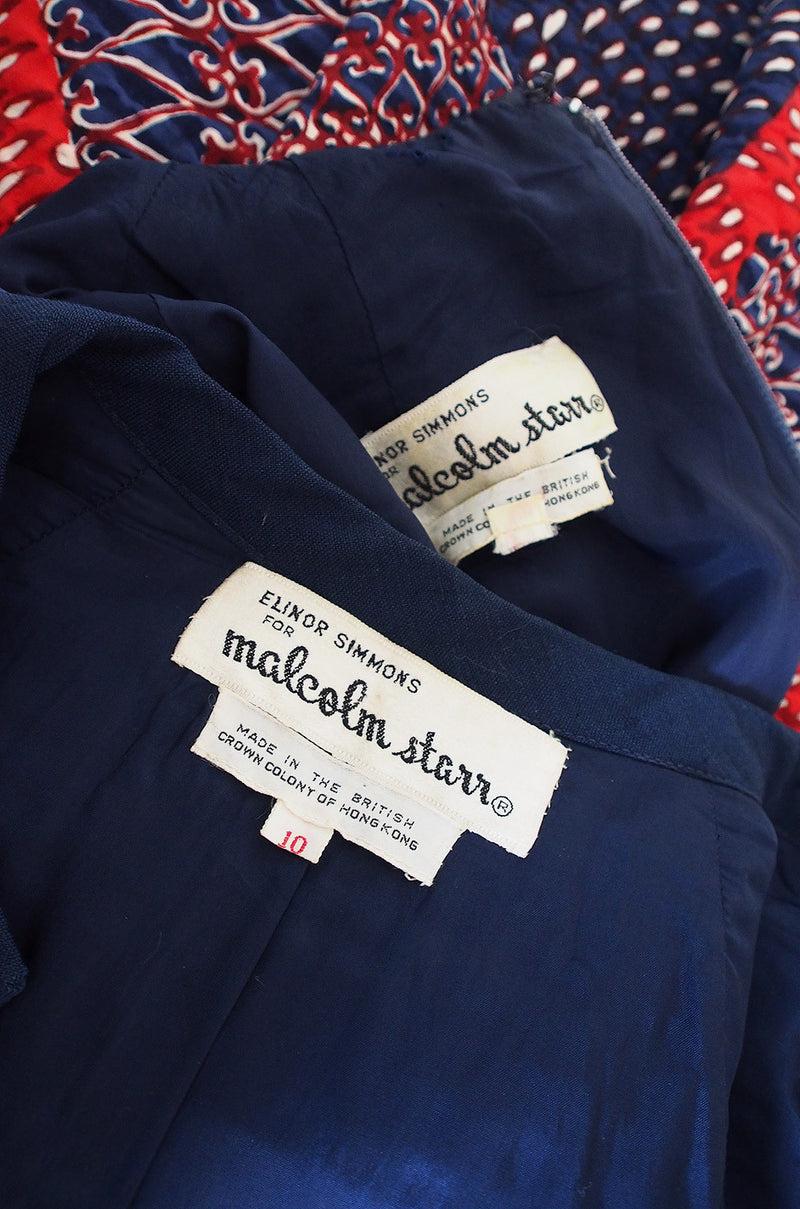 ELINOR SIMMONS
FOR
malcolm starr®
MADE IN THE BRITISH
CROWN COLONY OF HONG KONG
ELINOR SIMMONS
FOR
malcolm starr®
MADE IN THE BRITISH
CROWN COLONY OF HONG KONG
10